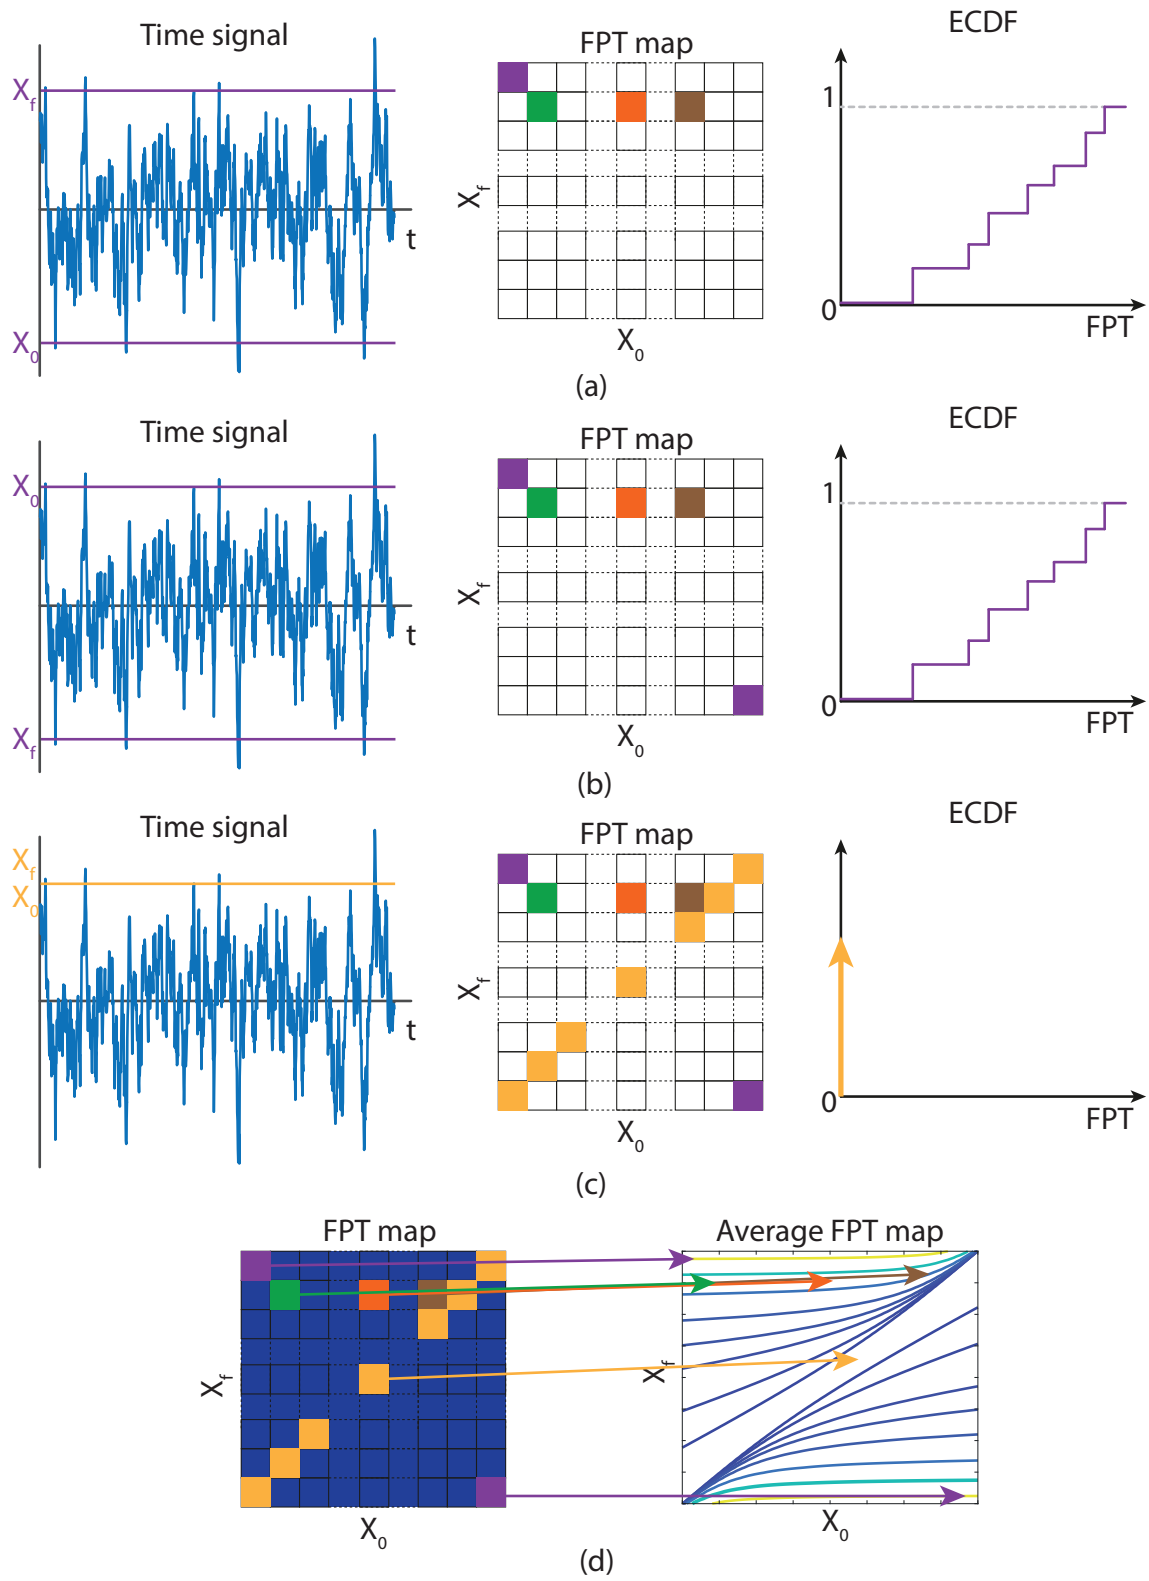 Time signal
FPT map
ECDF
X_f
1
X_f
t
0
X_0
FPT
X_0
(a)
Time signal
FPT map
ECDF
X_0
1
X_f
t
X_f
0
FPT
X_0
(b)
Time signal
FPT map
ECDF
X_f
X_0
X_f
t
0
FPT
X_0
(c)
FPT map
Average FPT map
X_f
X_f
X_0
X_0
(d)